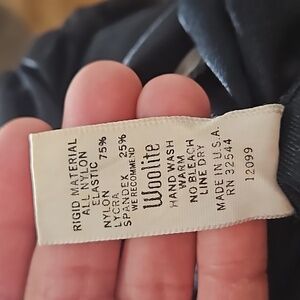 RIGID MATERIAL
ALL NYLON
ELASTIC
NYLON 75%
LYCRA
SPANDEX 25%
WE RECOMMEND
Woolite
HAND WASH
WARM
NO BLEACH
LINE DRY
MADE IN U.S.A.
RN 32544
12099